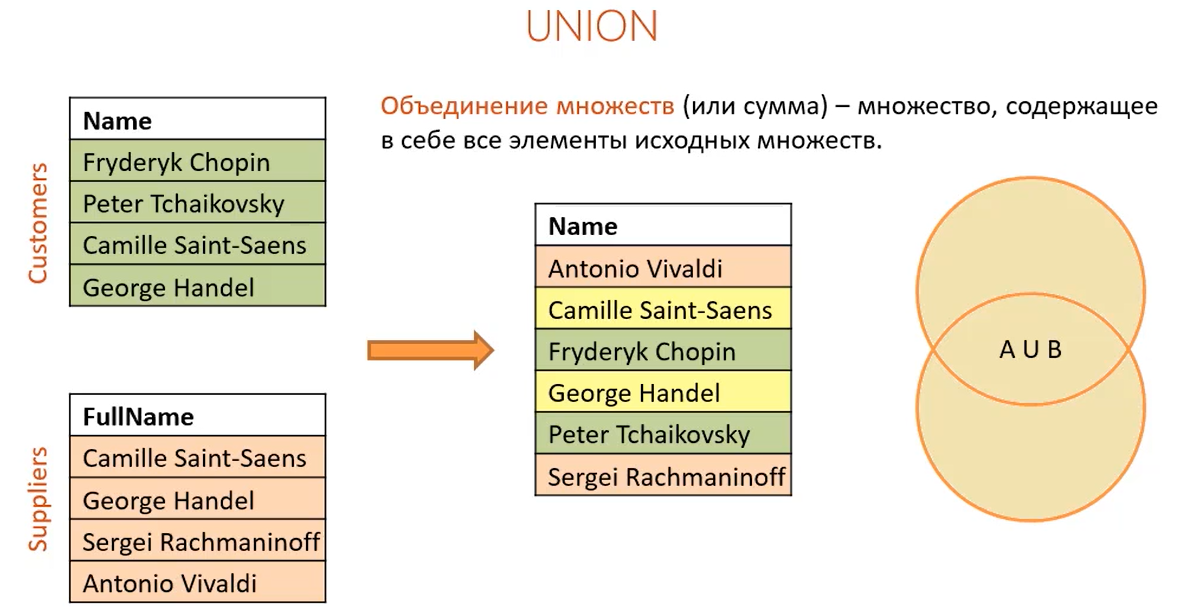 UNION
Объединение множеств (или сумма) – множество, содержащее
в себе все элементы исходных множеств.
Customers
Name
Fryderyk Chopin
Peter Tchaikovsky
Camille Saint-Saens
George Handel
Suppliers
FullName
Camille Saint-Saens
George Handel
Sergei Rachmaninoff
Antonio Vivaldi
Name
Antonio Vivaldi
Camille Saint-Saens
Fryderyk Chopin
George Handel
Peter Tchaikovsky
Sergei Rachmaninoff
A U B